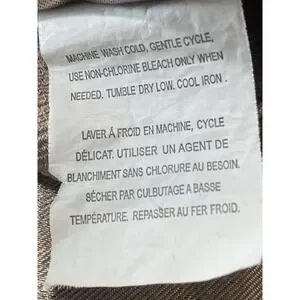 MACHINE WASH COLD, GENTLE CYCLE,
USE NON-CHLORINE BLEACH ONLY WHEN
NEEDED. TUMBLE DRY LOW. COOL IRON .
LAVER Á FROID EN MACHINE, CYCLE
DÉLICAT. UTILISER UN AGENT DE
BLANCHIMENT SANS CHLORURE AU BESOIN.
SÉCHER PAR CULBUTAGE A BASSE
TEMPÉRATURE. REPASSER AU FER FROID.